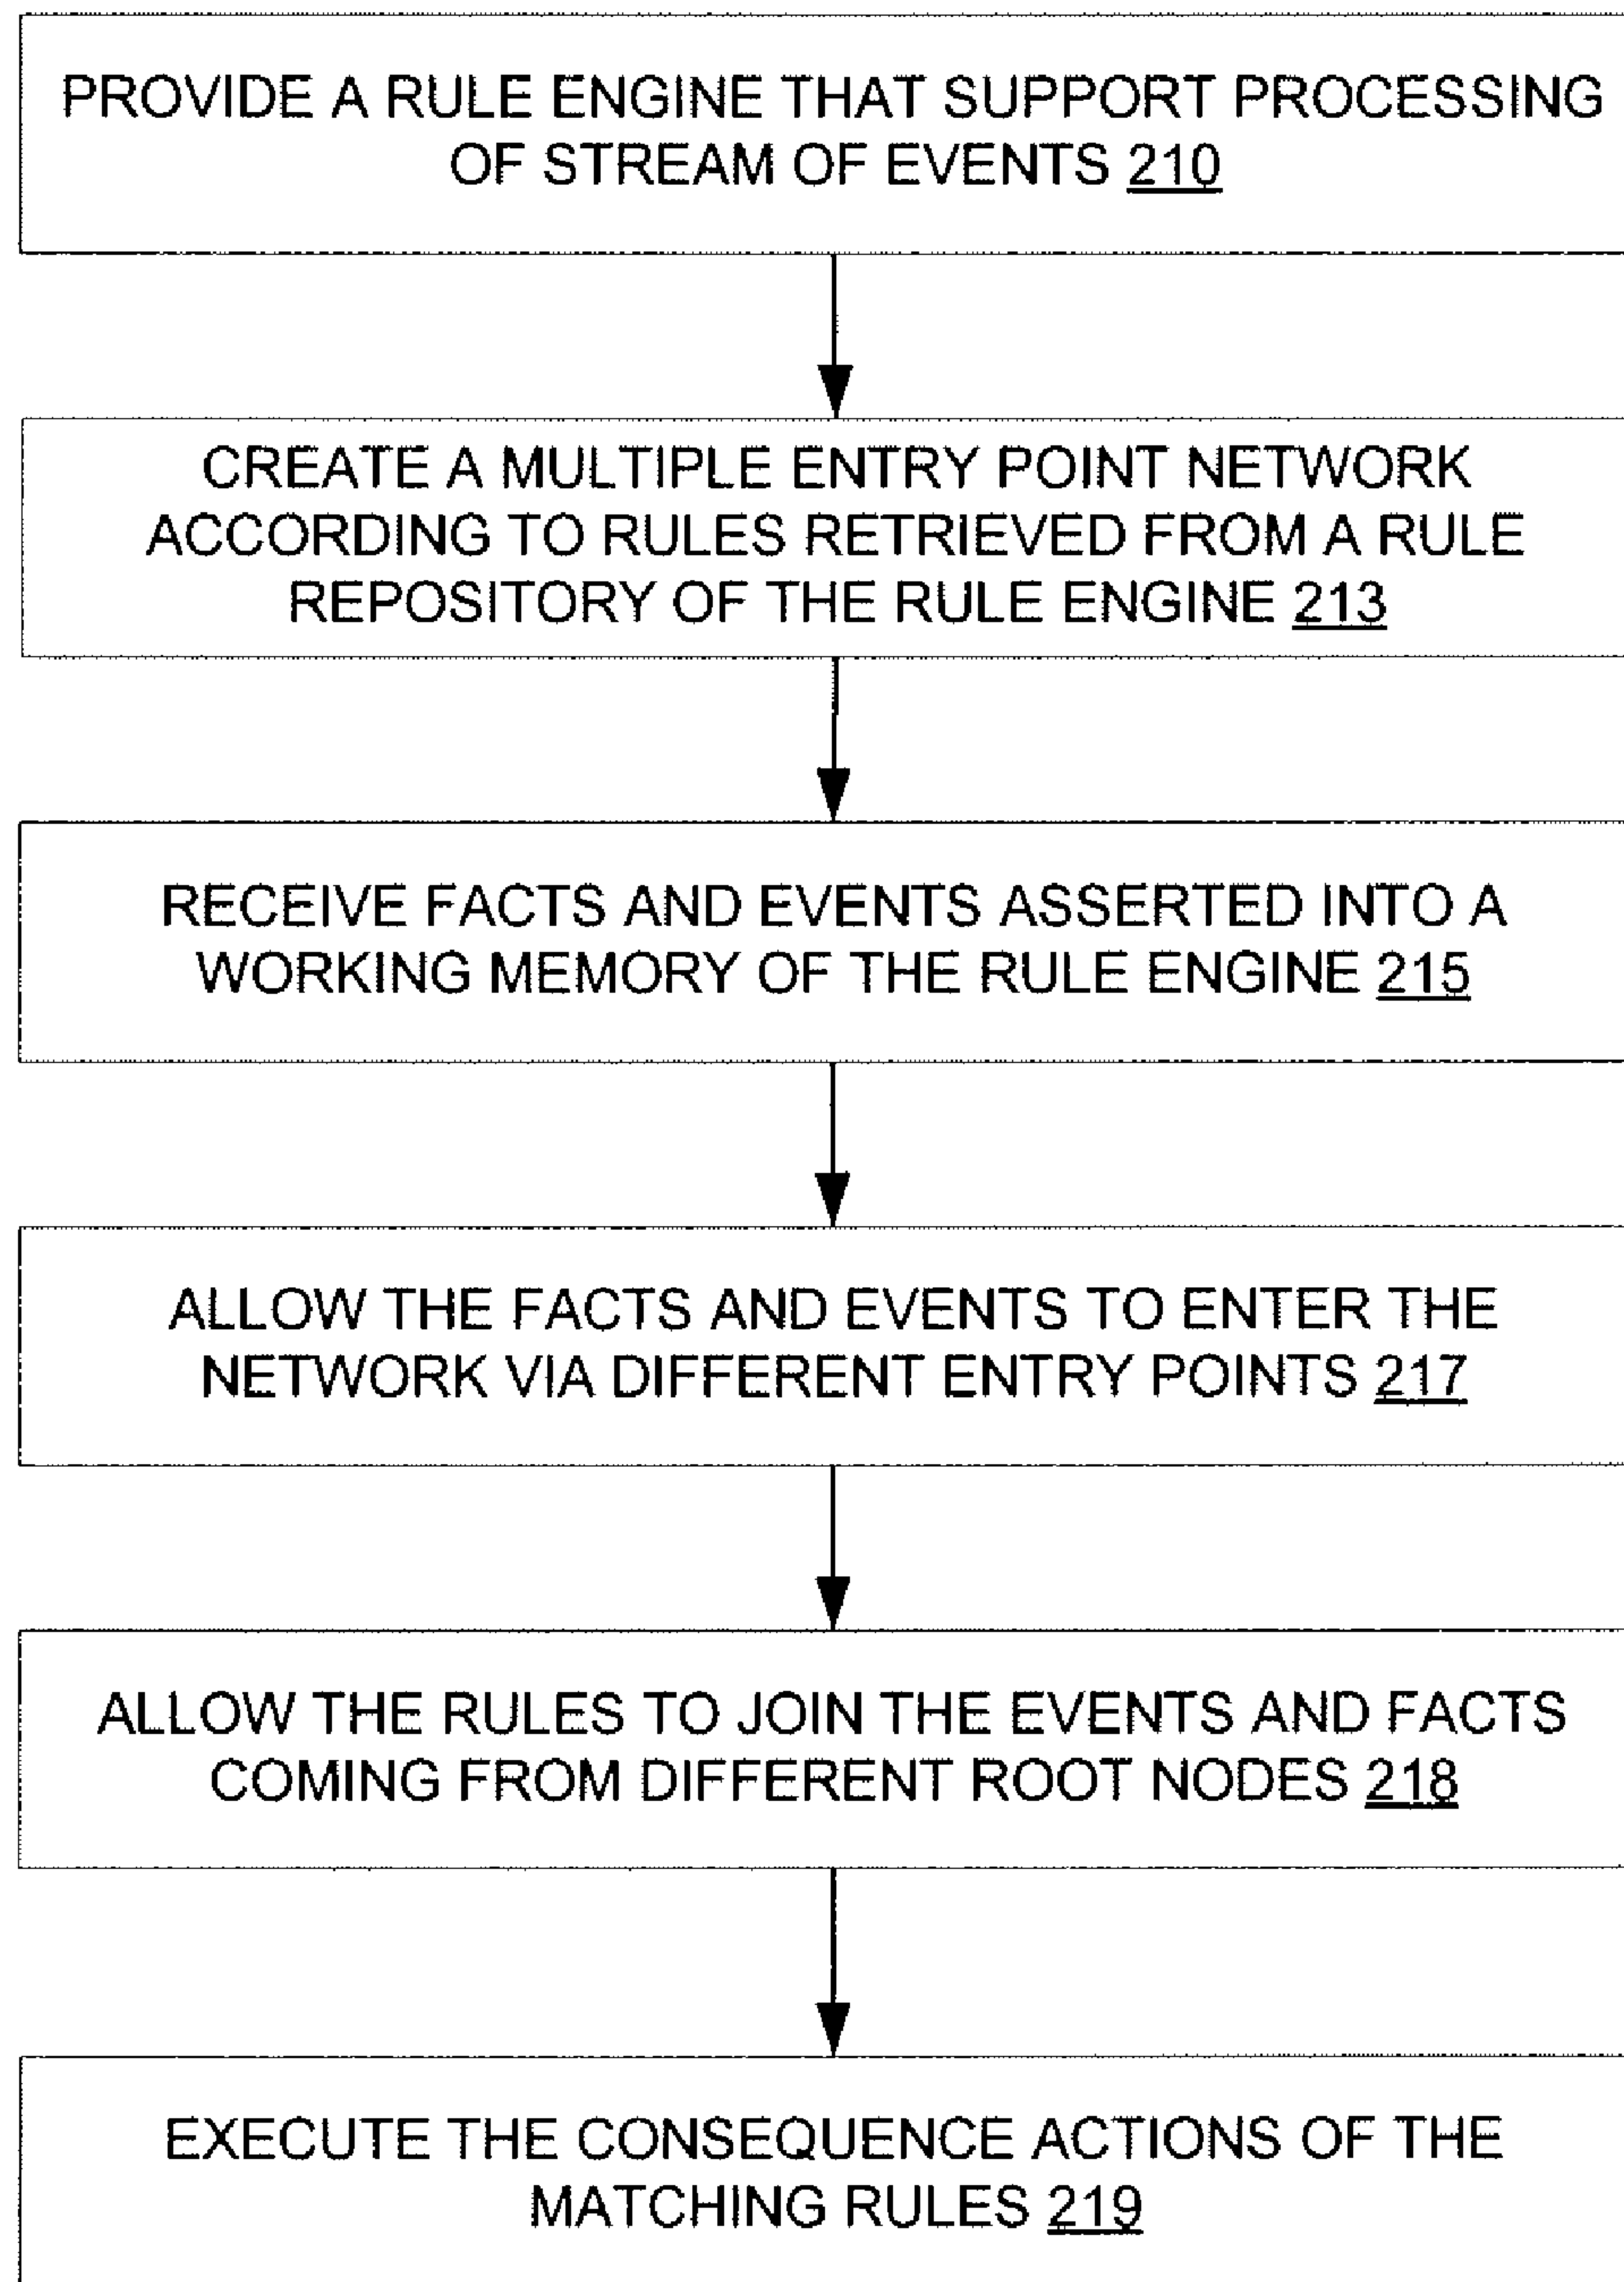 PROVIDE A RULE ENGINE THAT SUPPORT PROCESSING
OF STREAM OF EVENTS 210
CREATE A MULTIPLE ENTRY POINT NETWORK
ACCORDING TO RULES RETRIEVED FROM A RULE
REPOSITORY OF THE RULE ENGINE 213
RECEIVE FACTS AND EVENTS ASSERTED INTO A
WORKING MEMORY OF THE RULE ENGINE 215
ALLOW THE FACTS AND EVENTS TO ENTER THE
NETWORK VIA DIFFERENT ENTRY POINTS 217
ALLOW THE RULES TO JOIN THE EVENTS AND FACTS
COMING FROM DIFFERENT ROOT NODES 218
EXECUTE THE CONSEQUENCE ACTIONS OF THE
MATCHING RULES 219